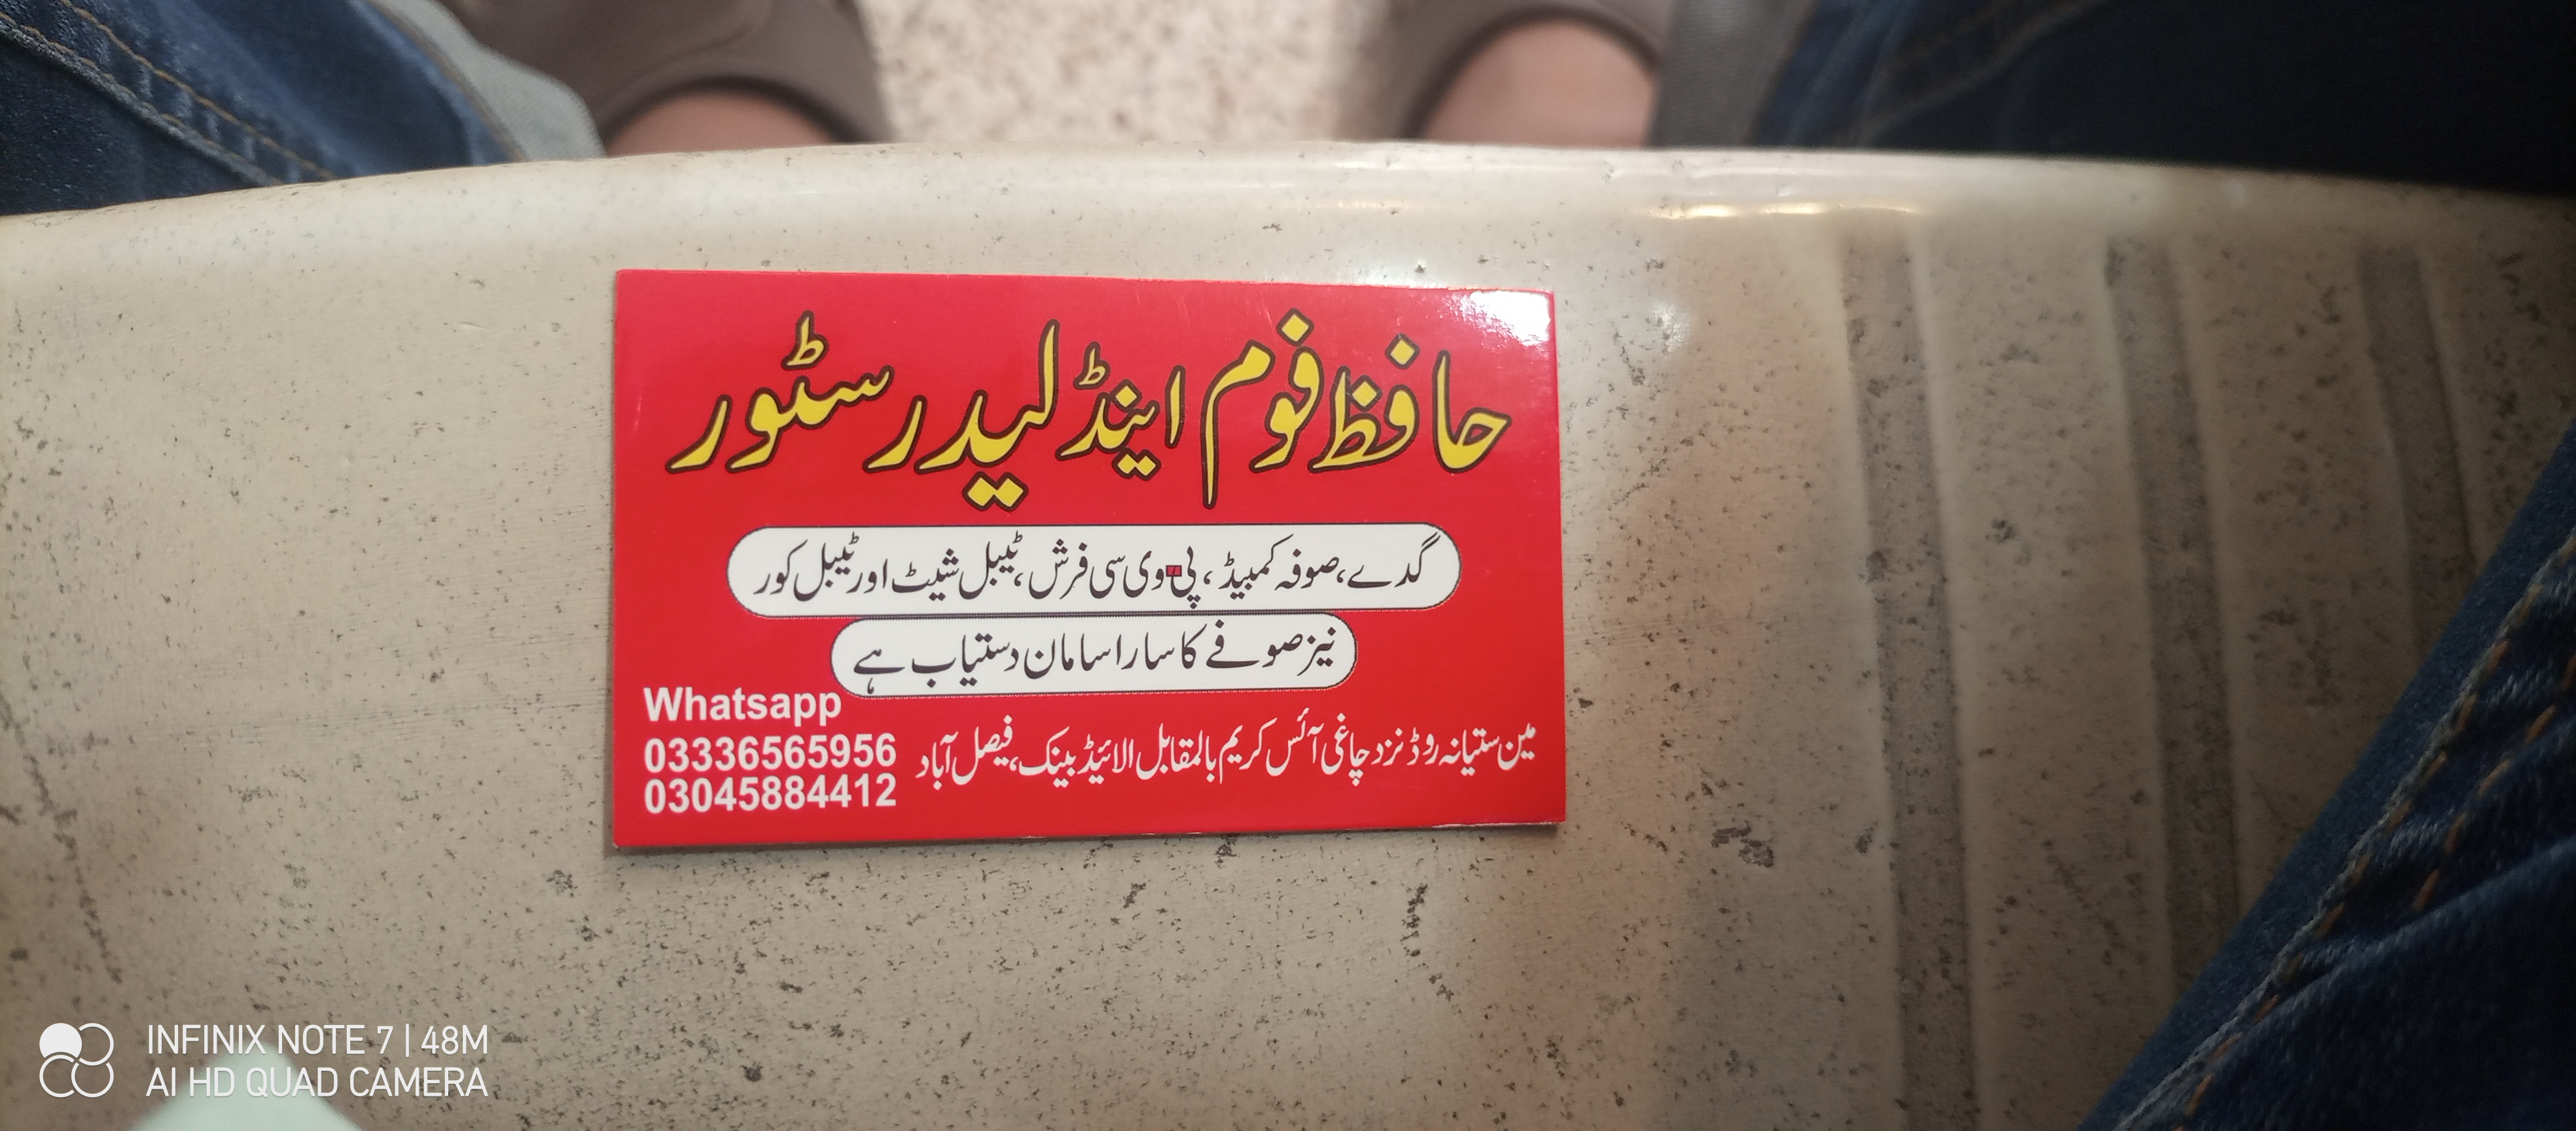 حافظ فوم اینڈ لیدر سٹور
گدے، صوفہ کمبیڈ، پی وی سی فرش، ٹیبل شیٹ اور ٹیبل کور
نیز صوفے کا سارا سامان دستیاب ہے
Whatsapp
03336565956
03045884412
مین ستیانہ روڈ نزد چاغی آئس کریم بالمقابل الائیڈ بینک، فیصل آباد
INFINIX NOTE 7 | 48M
AI HD QUAD CAMERA